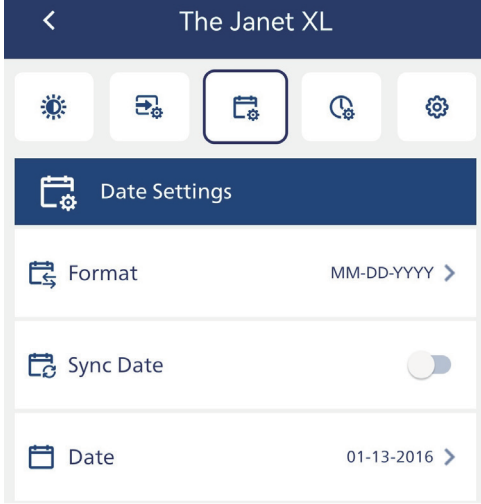 The Janet XL
Date Settings
Format MM-DD-YYYY
Sync Date
Date 01-13-2016